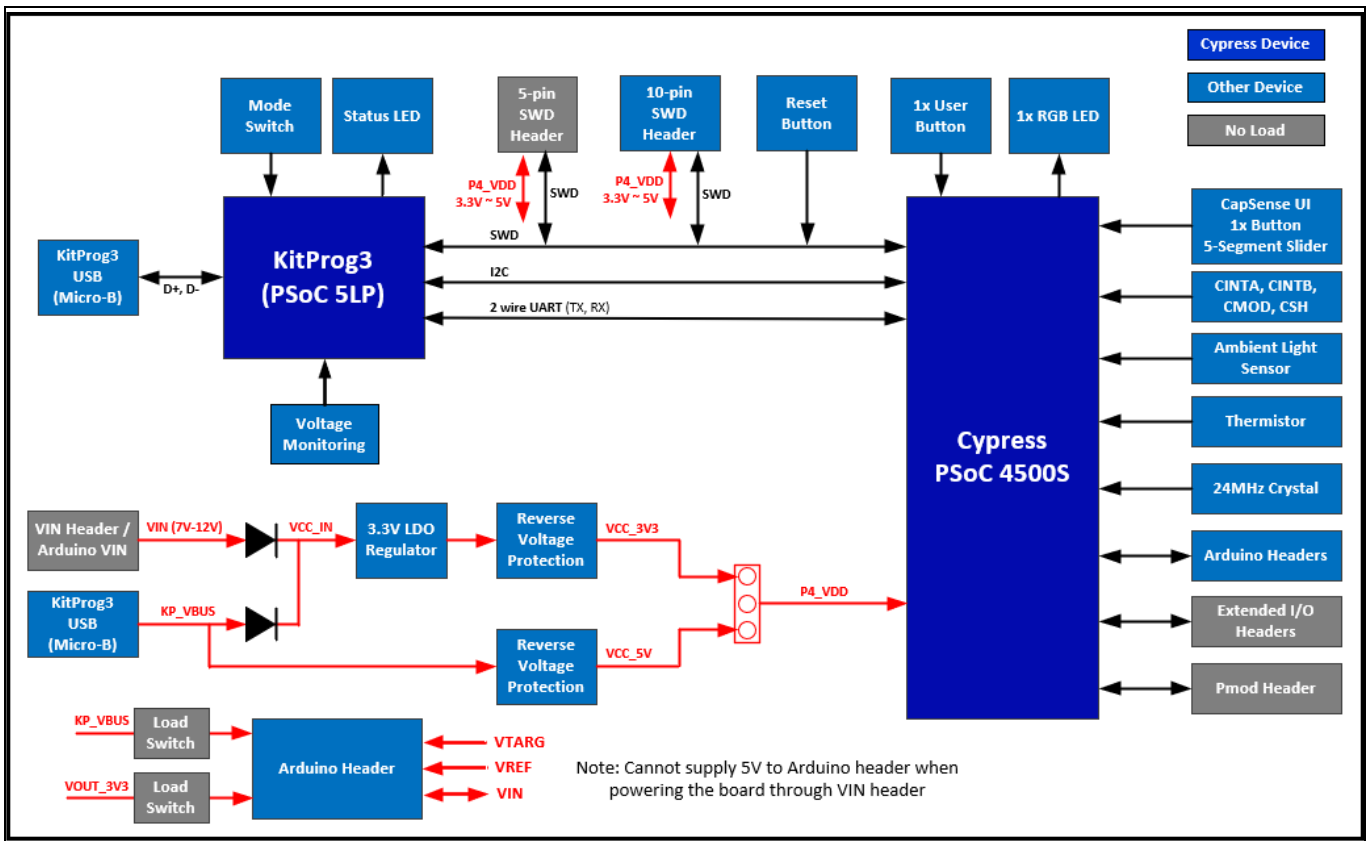 Cypress Device
Other Device
No Load
Mode
Switch
Status LED
5-pin
SWD
Header
10-pin
SWD
Header
Reset
Button
1x User
Button
1x RGB LED
P4_VDD
3.3V ~ 5V
SWD
P4_VDD
3.3V ~ 5V
SWD
KitProg3
USB
(Micro-B)
D+, D-
KitProg3
(PSoC 5LP)
SWD
I2C
2 wire UART (TX, RX)
Voltage
Monitoring
Cypress
PSoC 4500S
CapSense UI
1x Button
5-Segment Slider
CINTA, CINTB,
CMOD, CSH
Ambient Light
Sensor
Thermistor
24MHz Crystal
Arduino Headers
Extended I/O
Headers
Pmod Header
VIN Header /
Arduino VIN
VIN (7V-12V)
VCC_IN
3.3V LDO
Regulator
Reverse
Voltage
Protection
VCC_3V3
P4_VDD
KitProg3
USB
(Micro-B)
KP_VBUS
Reverse
Voltage
Protection
VCC_5V
KP_VBUS
Load
Switch
VOUT_3V3
Load
Switch
Arduino Header
VTARG
VREF
VIN
Note: Cannot supply 5V to Arduino header when
powering the board through VIN header